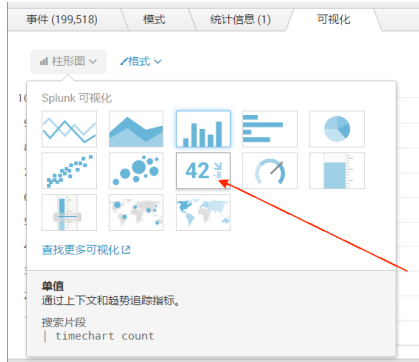 事件 (199,518) 模式 统计信息 (1) 可视化
柱形图 格式
Splunk 可视化
42
-8
查找更多可视化
单值
通过上下文和趋势追踪指标。
搜索片段
| timechart count